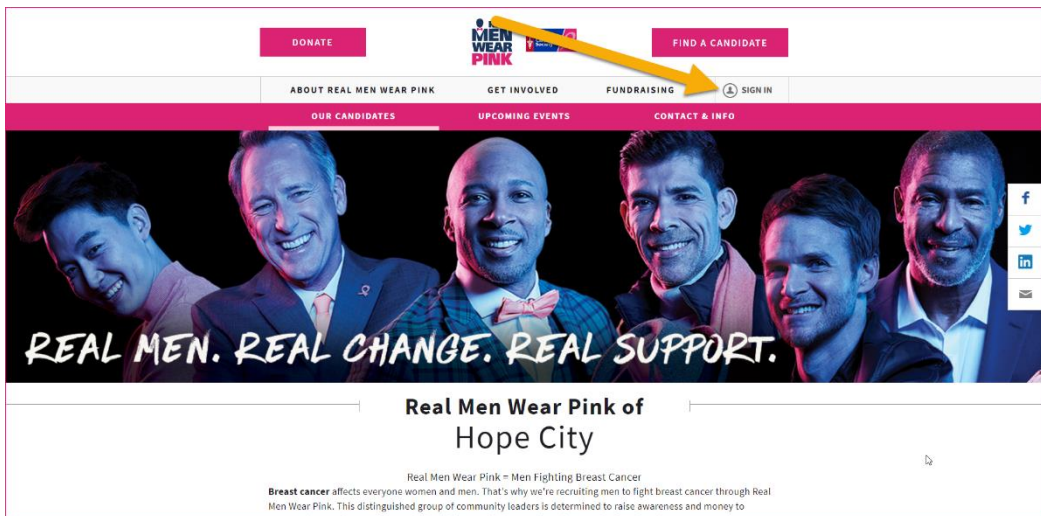 DONATE
MEN
WEAR
PINK
FIND A CANDIDATE
ABOUT REAL MEN WEAR PINK
GET INVOLVED
FUNDRAISING
SIGN IN
OUR CANDIDATES
UPCOMING EVENTS
CONTACT & INFO
f
in
REAL MEN. REAL CHANGE. REAL SUPPORT.
Real Men Wear Pink of
Hope City
Real Men Wear Pink = Men Fighting Breast Cancer
Breast cancer affects everyone women and men. That's why we're recruiting men to fight breast cancer through Real
Men Wear Pink. This distinguished group of community leaders is determined to raise awareness and money to